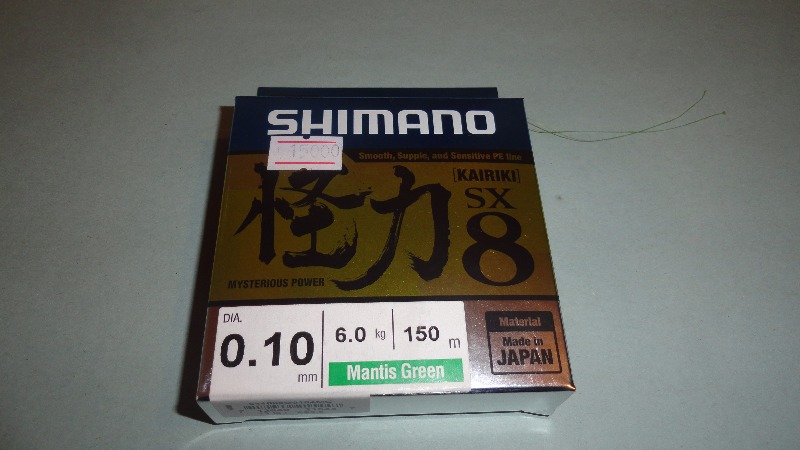 SHIMANO
15000
Smooth, Supple, and Sensitive PE line
[KAIRIKI]
SX
8
怪力
MYSTERIOUS POWER
DIA.
0.10
mm
6.0 kg
150 m
Mantis Green
Material
Made in
JAPAN